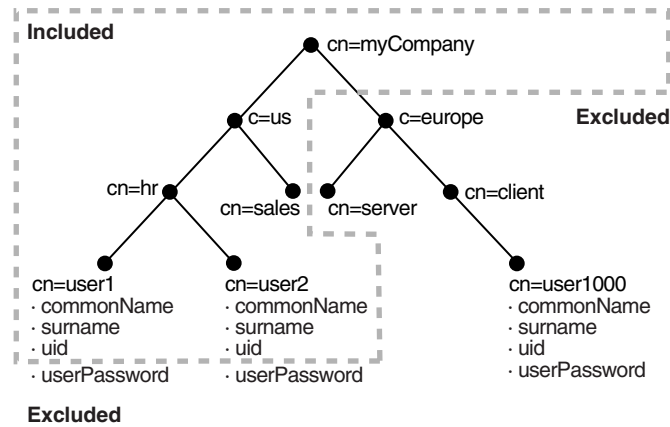 Included
cn=myCompany
c=us
c=europe
Excluded
cn=hr
cn=sales
cn=server
cn=client
cn=user1
· commonName
· surname
· uid
· userPassword
cn=user2
· commonName
· surname
· uid
· userPassword
cn=user1000
· commonName
· surname
· uid
· userPassword
Excluded